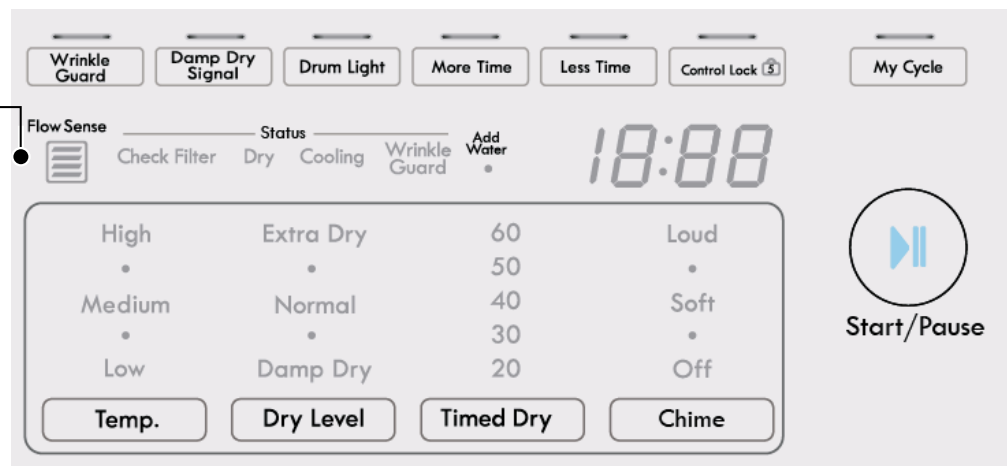 Wrinkle Guard
Damp Dry Signal
Drum Light
More Time
Less Time
Control Lock 5
My Cycle
Flow Sense
Status
Check Filter
Dry
Cooling
Wrinkle Guard
Add Water
18:88
High
Medium
Low
Extra Dry
Normal
Damp Dry
60
50
40
30
20
Loud
Soft
Off
Temp.
Dry Level
Timed Dry
Chime
Start/Pause